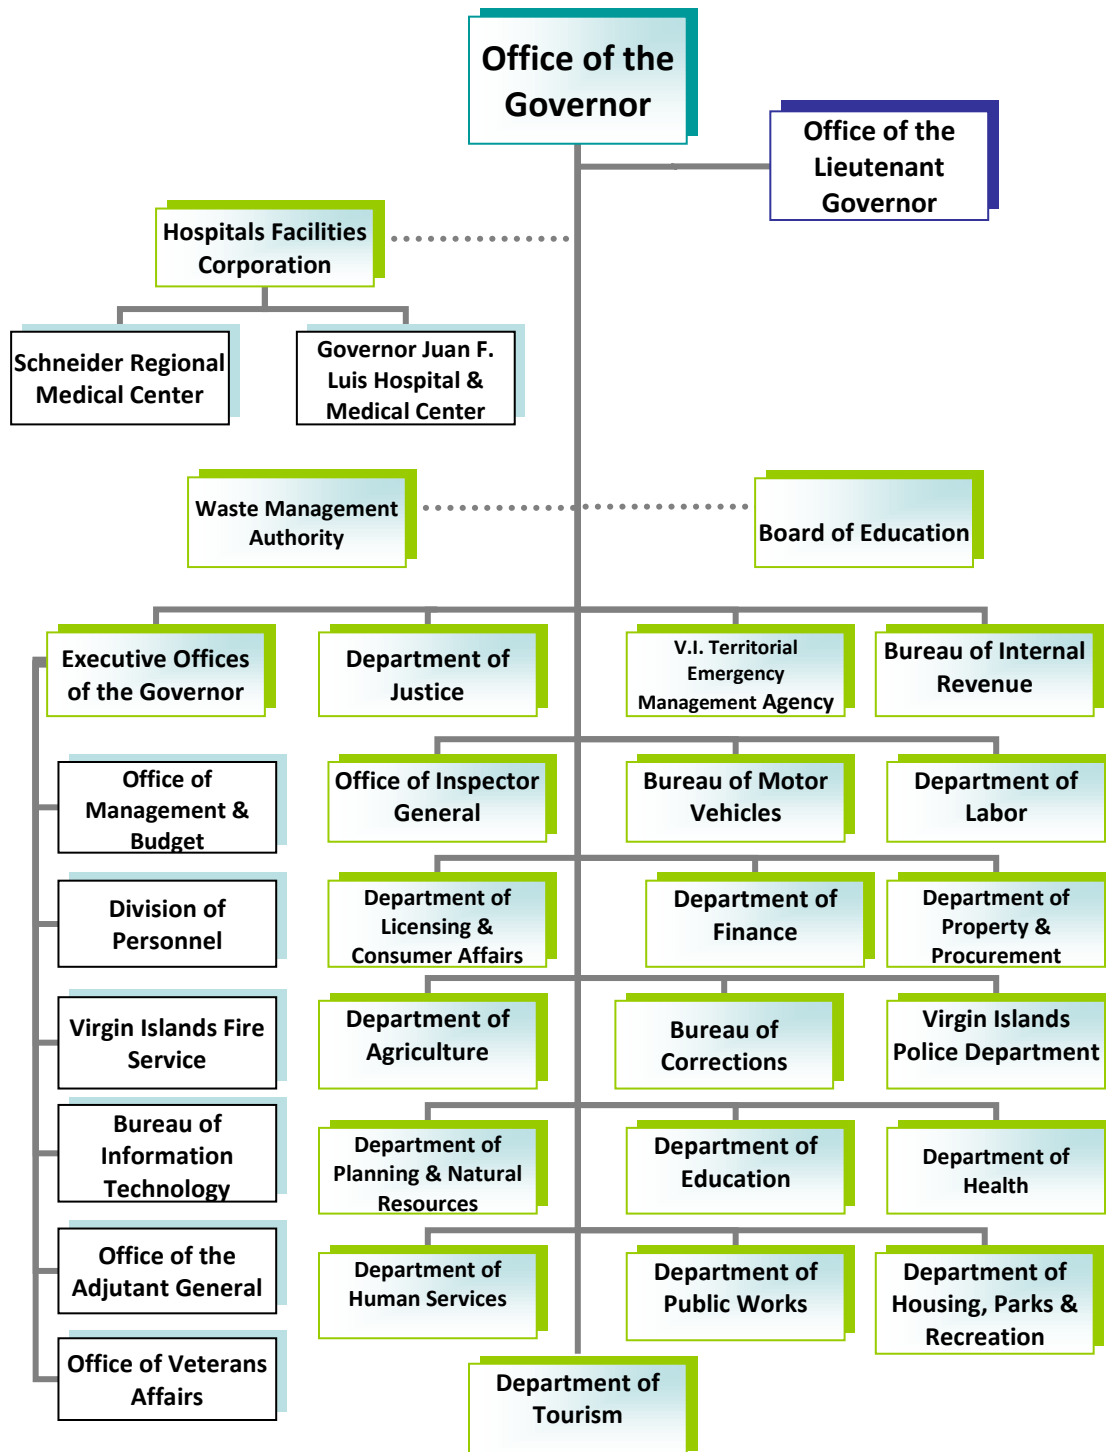 Office of the
Governor
Office of the
Lieutenant
Governor
Hospitals Facilities
Corporation
Schneider Regional
Medical Center
Governor Juan F.
Luis Hospital &
Medical Center
Waste Management
Authority
Board of Education
Executive Offices
of the Governor
Department of
Justice
V.I. Territorial
Emergency
Management Agency
Bureau of Internal
Revenue
Office of
Management &
Budget
Office of Inspector
General
Bureau of Motor
Vehicles
Department of
Labor
Division of
Personnel
Department of
Licensing &
Consumer Affairs
Department of
Finance
Department of
Property &
Procurement
Virgin Islands Fire
Service
Department of
Agriculture
Bureau of
Corrections
Virgin Islands
Police Department
Bureau of
Information
Technology
Department of
Planning & Natural
Resources
Department of
Education
Department of
Health
Office of the
Adjutant General
Department of
Human Services
Department of
Public Works
Department of
Housing, Parks &
Recreation
Office of Veterans
Affairs
Department of
Tourism